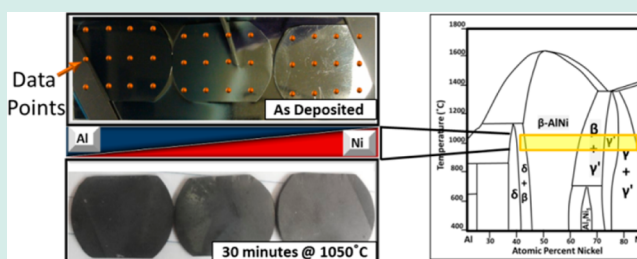 Data
Points
As Deposited
Al
Ni
30 minutes @ 1050˚C
1800
1600
1400
1200
1000
800
600
400
Temperature (°C)
β-AlNi
β
+
γ'
γ'
γ
+
γ'
δ
δ + β
Al
30
40
50
60
70
80
90
Atomic Percent Nickel